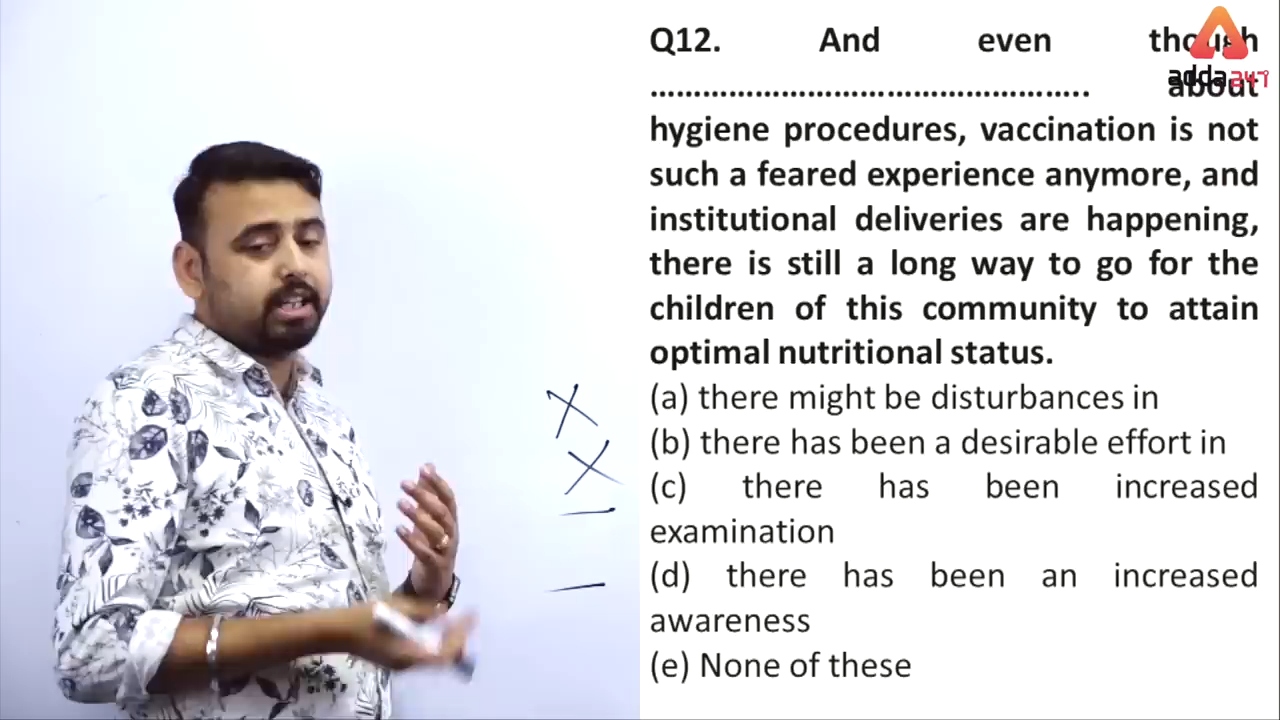 Q12. And even though
………………………………………….. about
hygiene procedures, vaccination is not
such a feared experience anymore, and
institutional deliveries are happening,
there is still a long way to go for the
children of this community to attain
optimal nutritional status.
(a) there might be disturbances in
(b) there has been a desirable effort in
(c) there has been increased
examination
(d) there has been an increased
awareness
(e) None of these
adda247
X
X